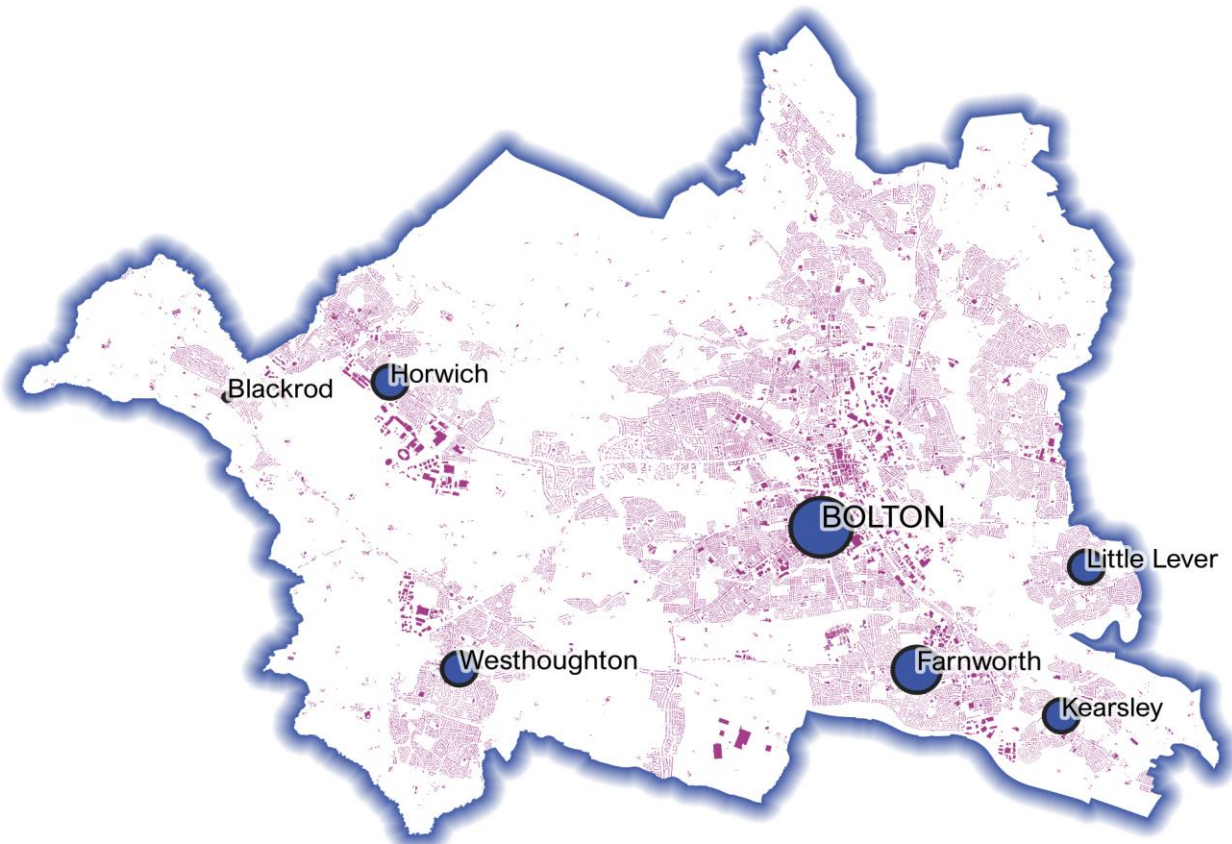 Horwich
Blackrod
BOLTON
Little Lever
Westhoughton
Farnworth
Kearsley